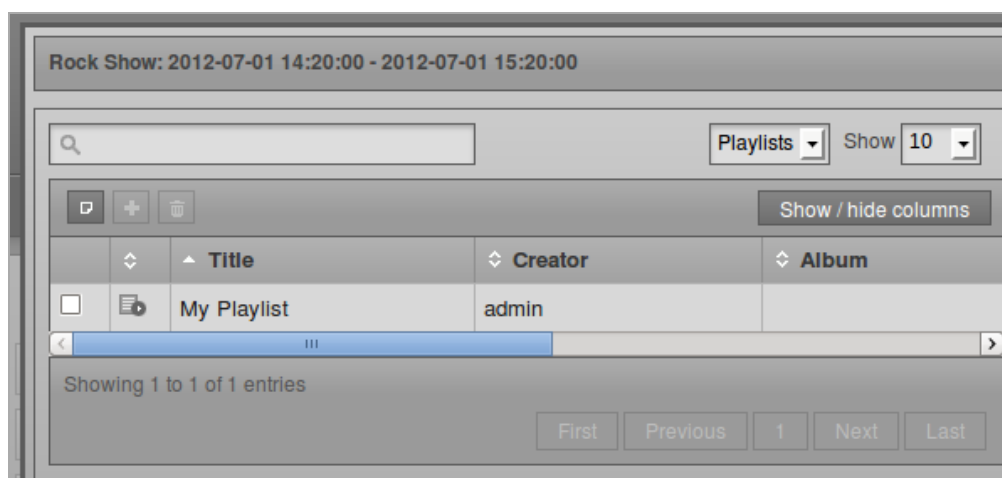 Rock Show: 2012-07-01 14:20:00 - 2012-07-01 15:20:00
Playlists Show 10
Show / hide columns
Title Creator Album
My Playlist admin
Showing 1 to 1 of 1 entries
First Previous 1 Next Last